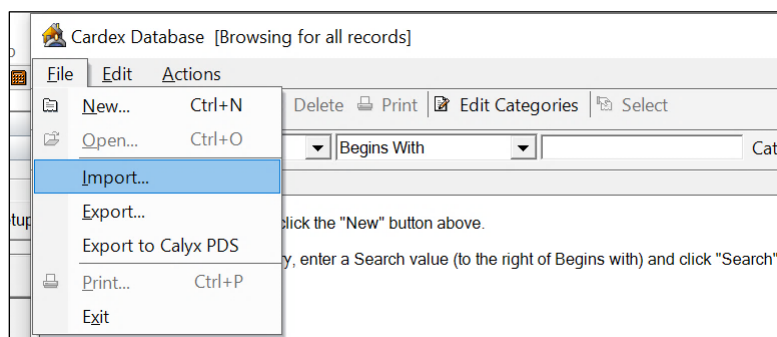 Cardex Database [Browsing for all records]
File Edit Actions
New... Ctrl+N Delete Print Edit Categories Select
Open... Ctrl+O Begins With Cat
Import...
Export... click the "New" button above.
Export to Calyx PDS y, enter a Search value (to the right of Begins with) and click "Search"
Print... Ctrl+P
Exit